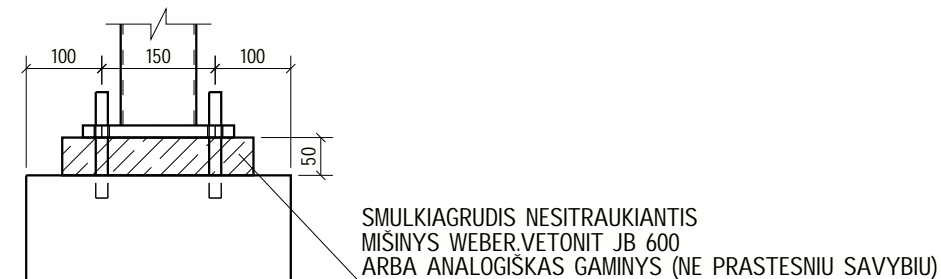 100 150 100
50
SMULKIAGRUDIS NESITRAUKIANTIS
MIŠINYS WEBER.VETONIT JB 600
ARBA ANALOGIŠKAS GAMINYS (NE PRASTESNIU SAVYBIU)